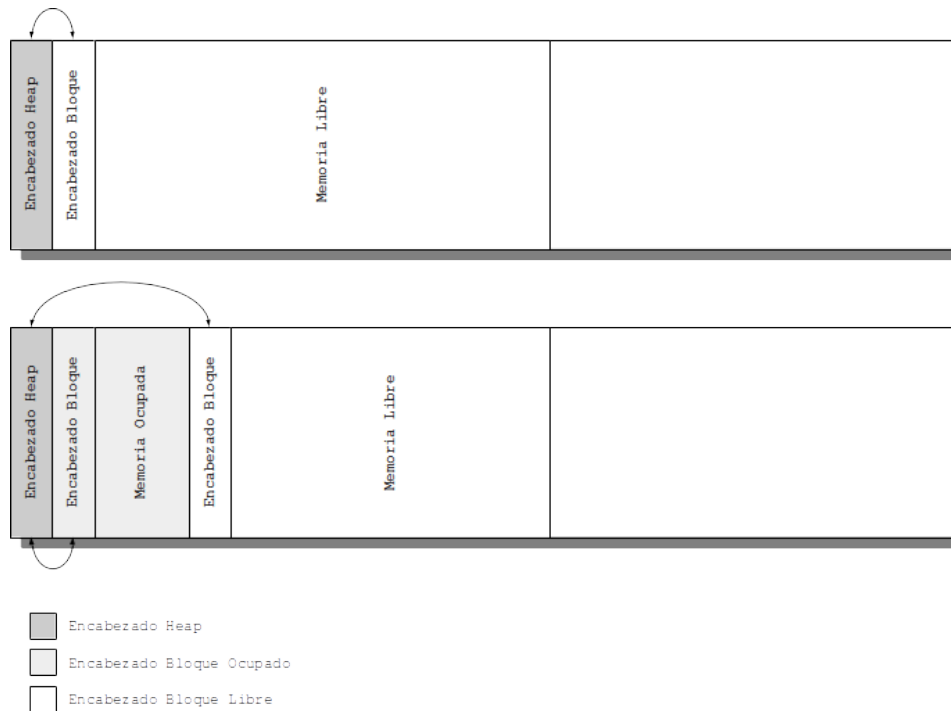 Encabezado Heap
Encabezado Bloque
Memoria Libre
Encabezado Heap
Encabezado Bloque
Memoria Ocupada
Encabezado Bloque
Memoria Libre
Encabezado Heap
Encabezado Bloque Ocupado
Encabezado Bloque Libre